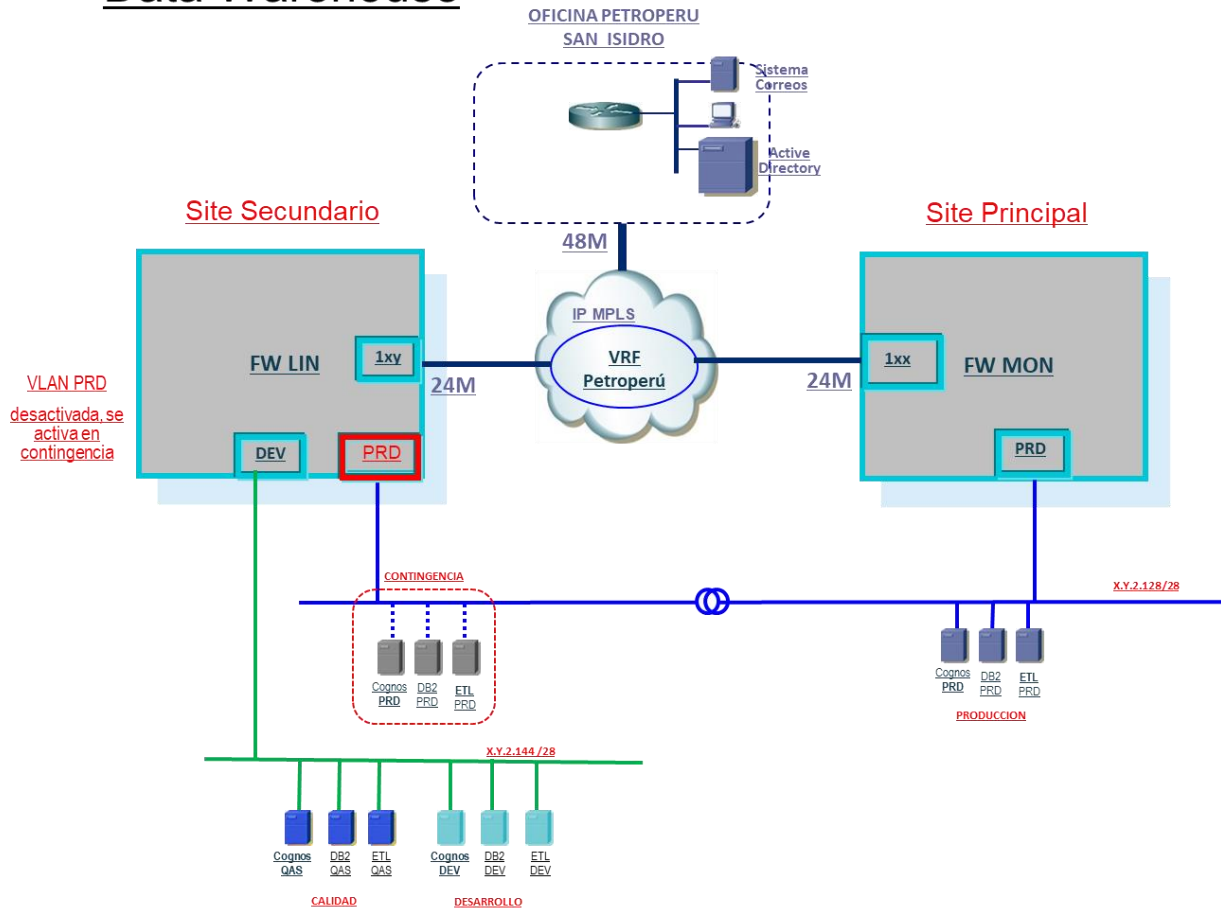 Data Warehouse
OFICINA PETROPERU
SAN ISIDRO
Sistema
Correos
Active
Directory
Site Secundario
Site Principal
48M
IP MPLS
VRF
Petroperú
FW LIN
1xy
24M
24M
1xx
FW MON
VLAN PRD
desactivada, se
activa en
contingencia
DEV
PRD
PRD
CONTINGENCIA
X.Y.2.128/28
Cognos
PRD
DB2
PRD
ETL
PRD
Cognos
PRD
DB2
PRD
ETL
PRD
PRODUCCION
X.Y.2.144 /28
Cognos
QAS
DB2
QAS
ETL
QAS
Cognos
DEV
DB2
DEV
ETL
DEV
CALIDAD
DESARROLLO